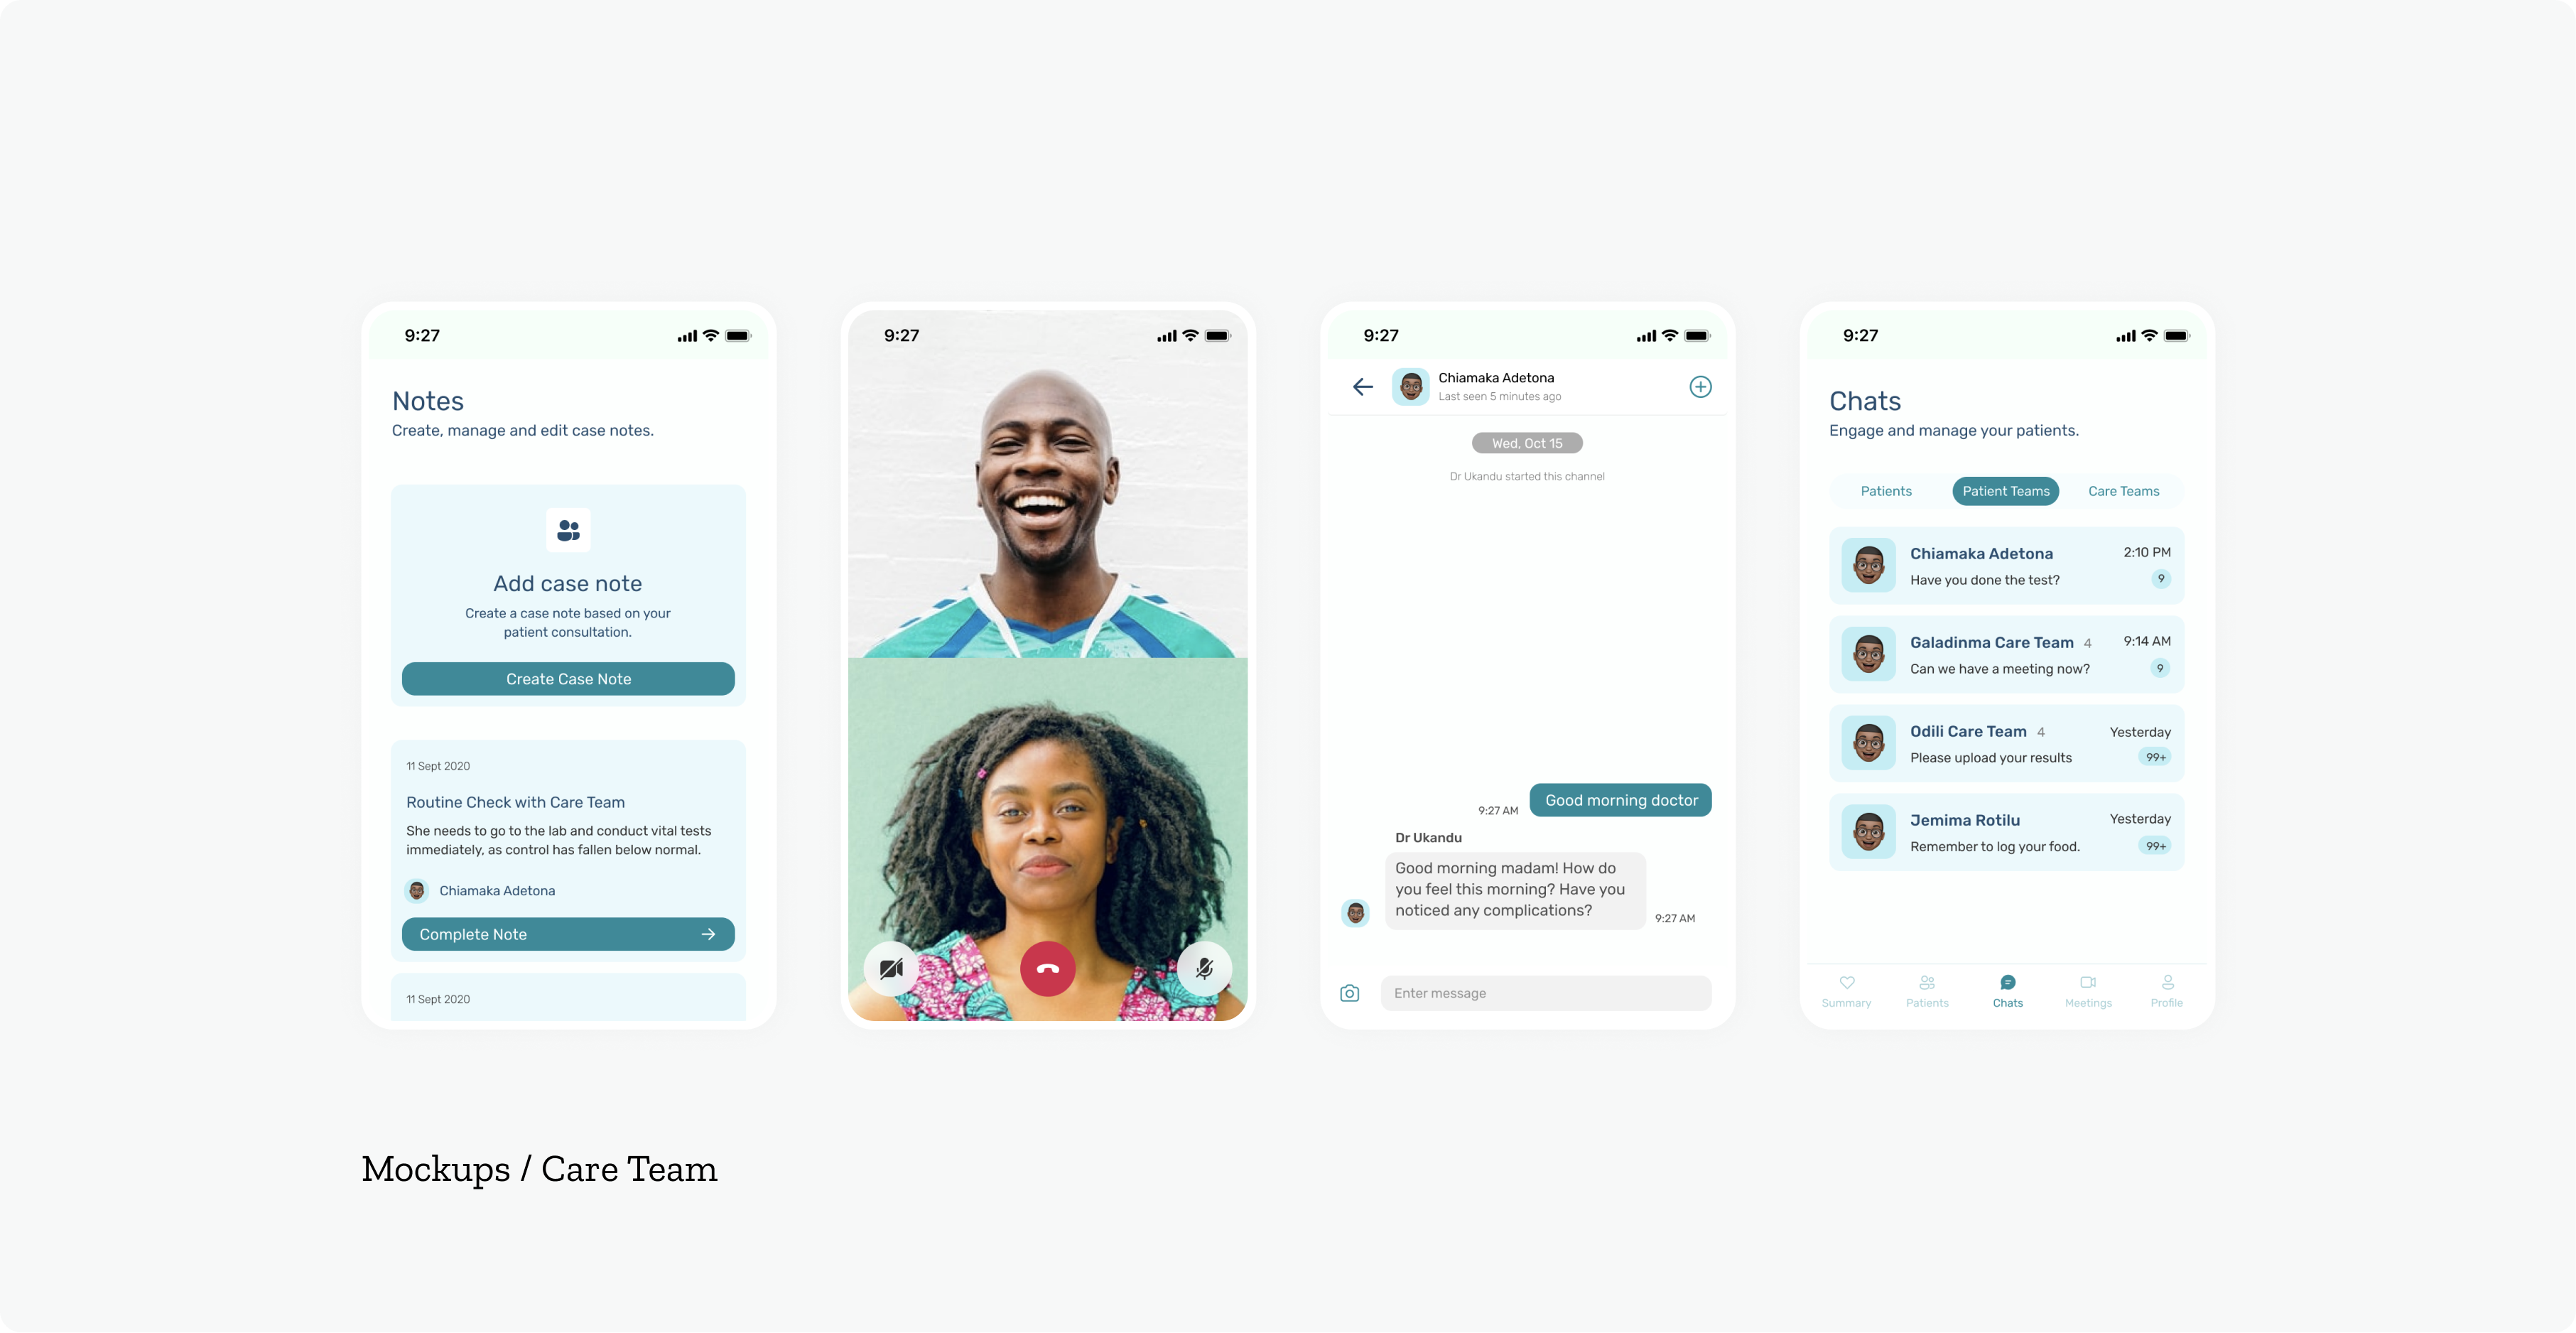 9:27
Notes
Create, manage and edit case notes.
Add case note
Create a case note based on your
patient consultation.
Create Case Note
11 Sept 2020
Routine Check with Care Team
She needs to go to the lab and conduct vital tests
immediately, as control has fallen below normal.
Chiamaka Adetona
Complete Note
11 Sept 2020
9:27
9:27
Chiamaka Adetona
Last seen 5 minutes ago
Wed, Oct 15
Dr Ukandu started this channel
9:27 AM
Good morning doctor
Dr Ukandu
Good morning madam! How do
you feel this morning? Have you
noticed any complications?
9:27 AM
Enter message
9:27
Chats
Engage and manage your patients.
Patients Patient Teams Care Teams
Chiamaka Adetona 2:10 PM
Have you done the test? 9
Galadinma Care Team 4 9:14 AM
Can we have a meeting now? 9
Odili Care Team 4 Yesterday
Please upload your results 99+
Jemima Rotilu Yesterday
Remember to log your food. 99+
Summary Patients Chats Meetings Profile
Mockups / Care Team